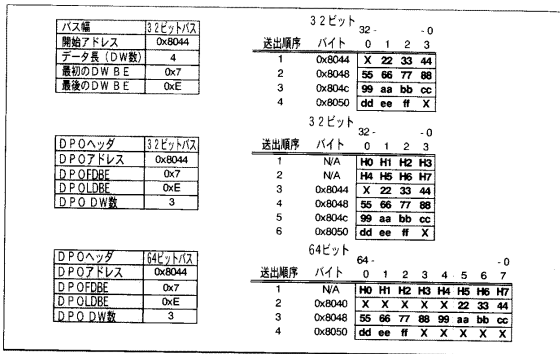 バス幅 32ビットバス
開始アドレス 0x8044
データ長(DW数) 4
最初のDW BE 0x7
最後のDW BE 0xE
32ビット
32 - - 0
送出順序 バイト 0 1 2 3
1 0x8044 X 22 33 44
2 0x8048 55 66 77 88
3 0x804c 99 aa bb cc
4 0x8050 dd ee ff X
DPOヘッダ 32ビットバス
DPOアドレス 0x8044
DPOFDBE 0x7
DPOLDBE 0xE
DPO DW数 3
32ビット
32 - - 0
送出順序 バイト 0 1 2 3
1 N/A H0 H1 H2 H3
2 N/A H4 H5 H6 H7
3 0x8044 X 22 33 44
4 0x8048 55 66 77 88
5 0x804c 99 aa bb cc
6 0x8050 dd ee ff X
DPOヘッダ 64ビットバス
DPOアドレス 0x8044
DPOFDBE 0x7
DPOLDBE 0xE
DPO DW数 3
64ビット
64 - - 0
送出順序 バイト 0 1 2 3 4 5 6 7
1 N/A H0 H1 H2 H3 H4 H5 H6 H7
2 0x8040 X X X X X 22 33 44
3 0x8048 55 66 77 88 99 aa bb cc
4 0x8050 dd ee ff X X X X X